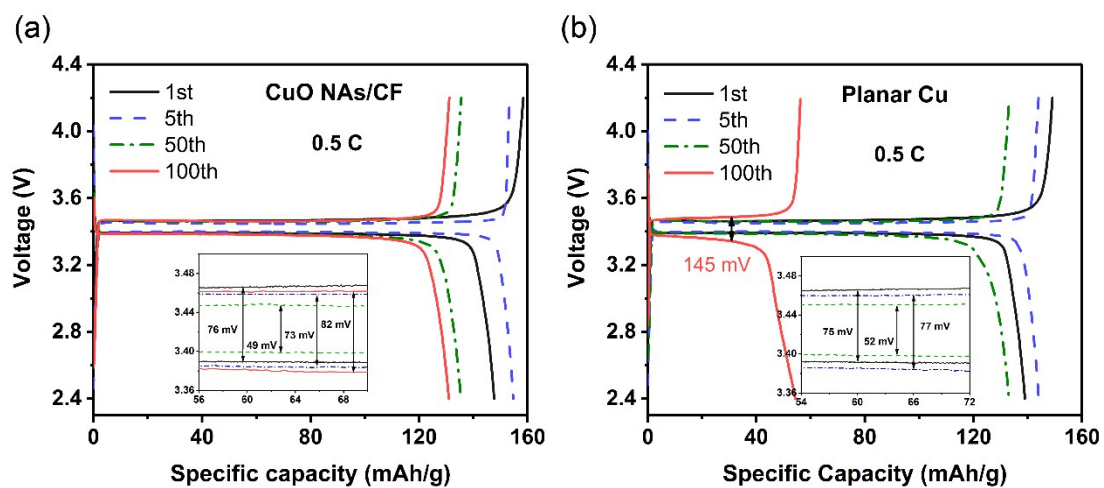 (a)
Voltage (V)
4.4
4.0
3.6
3.2
2.8
2.4
1st
5th
50th
100th
CuO NAs/CF
0.5 C
3.48
3.44
3.40
3.36
76 mV
49 mV
73 mV
82 mV
56
60
64
68
0
40
80
120
160
Specific capacity (mAh/g)
(b)
Voltage (V)
4.4
4.0
3.6
3.2
2.8
2.4
1st
5th
50th
100th
Planar Cu
0.5 C
145 mV
3.48
3.44
3.40
3.36
75 mV
52 mV
77 mV
54
60
66
72
0
40
80
120
160
Specific Capacity (mAh/g)